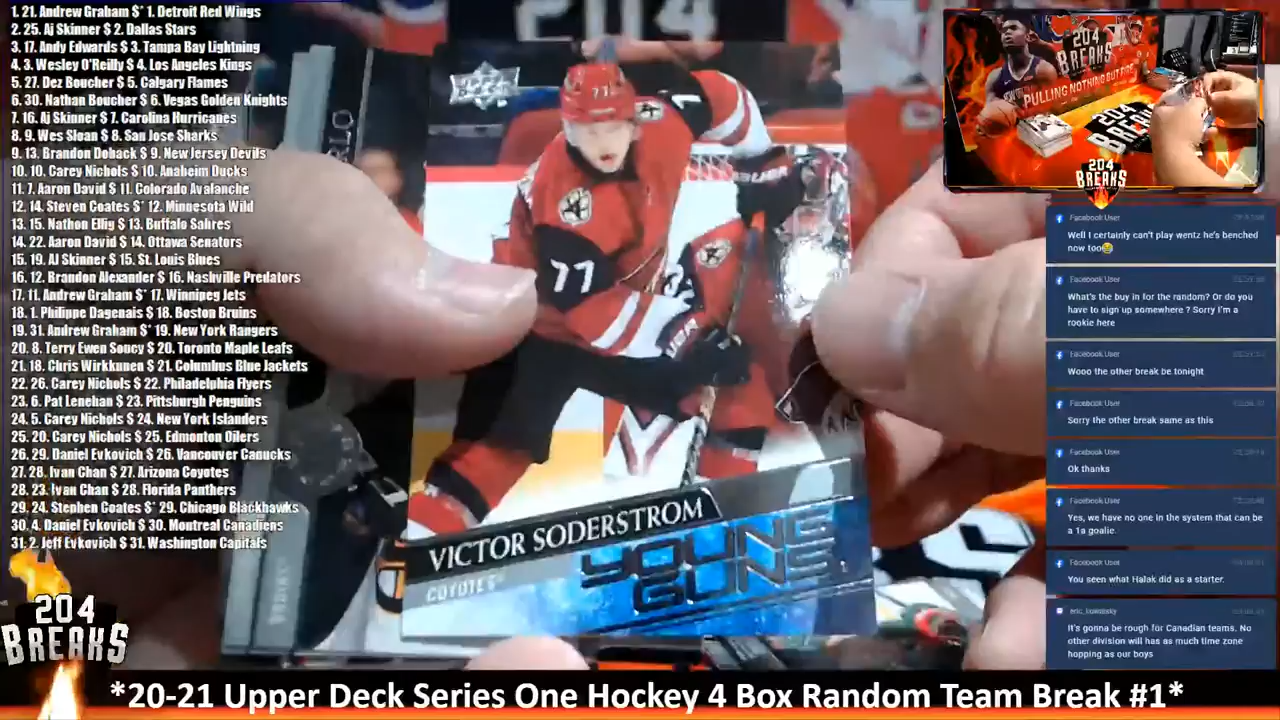 1. 21. Andrew Graham $* 1. Detroit Red Wings
2. 25. Aj Skinner $ 2. Dallas Stars
3. 17. Andy Edwards $ 3. Tampa Bay Lightning
4. 3. Wesley O'Reilly $ 4. Los Angeles Kings
5. 27. Dez Boucher $ 5. Calgary Flames
6. 30. Nathan Boucher $ 6. Vegas Golden Knights
7. 16. Aj Skinner $ 7. Carolina Hurricanes
8. 9. Wes Sloan $ 8. San Jose Sharks
9. 13. Brandon Doback $ 9. New Jersey Devils
10. 10. Carey Nichols $ 10. Anaheim Ducks
11. 7. Aaron David $ 11. Colorado Avalanche
12. 14. Steven Coates $* 12. Minnesota Wild
13. 15. Nathon Ellig $ 13. Buffalo Sabres
14. 22. Aaron David $ 14. Ottawa Senators
15. 19. AJ Skinner $ 15. St. Louis Blues
16. 12. Brandon Alexander $ 16. Nashville Predators
17. 11. Andrew Graham $* 17. Winnipeg Jets
18. 1. Philippe Dagenais $ 18. Boston Bruins
19. 31. Andrew Graham $* 19. New York Rangers
20. 8. Terry Ewen Soucy $ 20. Toronto Maple Leafs
21. 18. Chris Wirkkunen $ 21. Columbus Blue Jackets
22. 26. Carey Nichols $ 22. Philadelphia Flyers
23. 6. Pat Lenehan $ 23. Pittsburgh Penguins
24. 5. Carey Nichols $ 24. New York Islanders
25. 20. Carey Nichols $ 25. Edmonton Oilers
26. 29. Daniel Evkovich $ 26. Vancouver Canucks
27. 28. Ivan Chan $ 27. Arizona Coyotes
28. 23. Ivan Chan $ 28. Florida Panthers
29. 24. Stephen Coates $* 29. Chicago Blackhawks
30. 4. Daniel Evkovich $ 30. Montreal Canadiens
31. 2. Jeff Evkovich $ 31. Washington Capitals
204
BREAKS
204
UPPER DECK
77
77
VICTOR SODERSTROM
COYOTES
YOUNG
GUNS
204
BREAKS
PULLING NOTHING BUT FIRE
204
BREAKS
204
BREAKS
Facebook User
Well I certainly can't play wentz he's benched
now too😂
Facebook User
What's the buy in for the random? Or do you
have to sign up somewhere ? Sorry I'm a
rookie here
Facebook User
Wooo the other break be tonight
Facebook User
Sorry the other break same as this
Facebook User
Ok thanks
Facebook User
Yes, we have no one in the system that can be
a 1a goalie.
Facebook User
You seen what Halak did as a starter.
It's gonna be rough for Canadian teams. No
other division will has as much time zone
hopping as our boys
*20-21 Upper Deck Series One Hockey 4 Box Random Team Break #1*